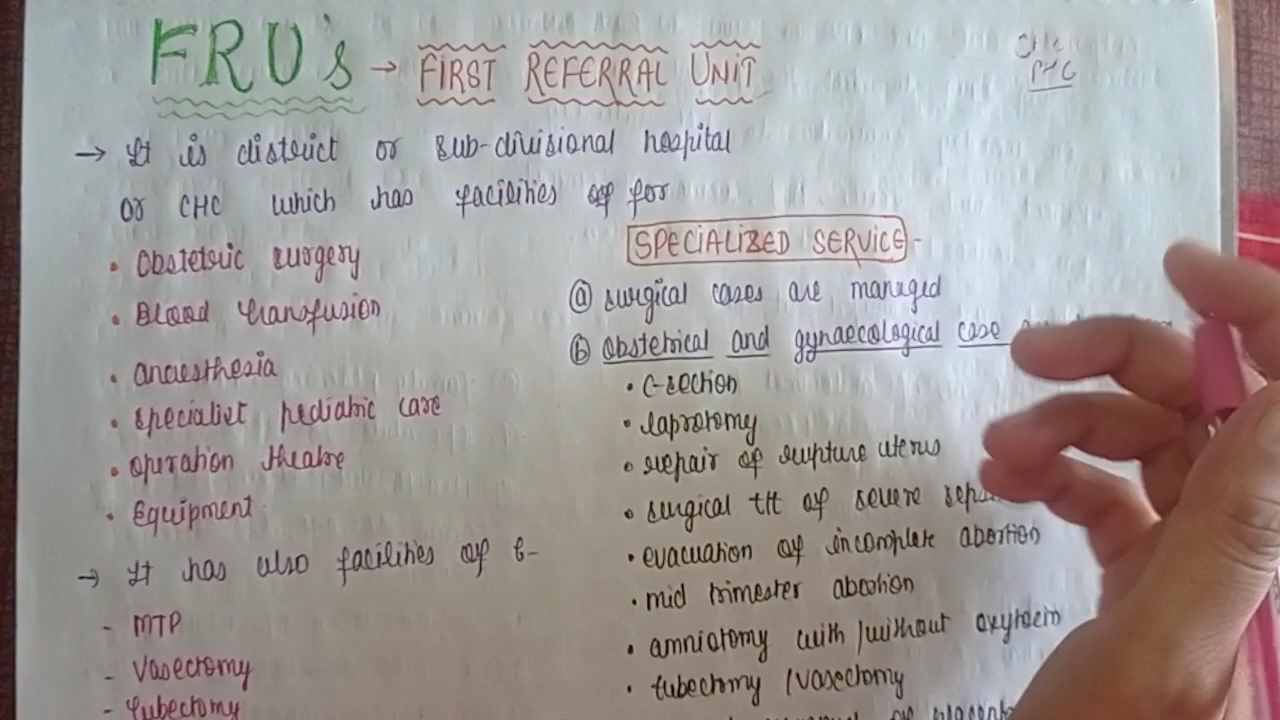 FRU's → FIRST REFERRAL UNIT
CHC
PHC
→ It is district or sub-divisional hospital
or CHC which has facilities of for
• Obstetric surgery
• Blood transfusion
• anaesthesia
• specialist pediatric care
• operation theatre
• Equipment
→ It has also facilities of :-
- MTP
- Vasectomy
- Tubectomy
SPECIALIZED SERVICE -
(a) surgical cases are managed
(b) obstetrical and gynaecological case
• C-section
• laprotomy
• repair of rupture uterus
• surgical t/t of severe
• evacuation of incomplete abortion
• mid trimester abortion
• amniotomy with/without oxytocin
• tubectomy / vasectomy
of